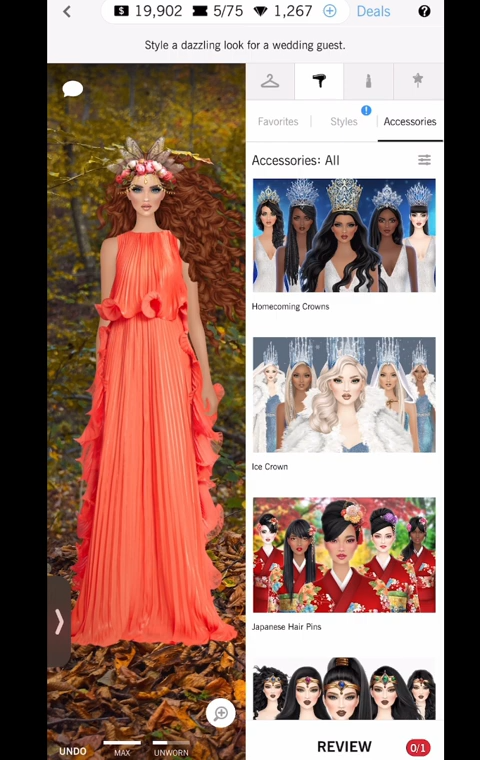 $ 19,902 5/75 1,267 Deals ?
Style a dazzling look for a wedding guest.
Favorites Styles ! Accessories
Accessories: All
Homecoming Crowns
Ice Crown
Japanese Hair Pins
UNDO MAX UNWORN REVIEW 0/1